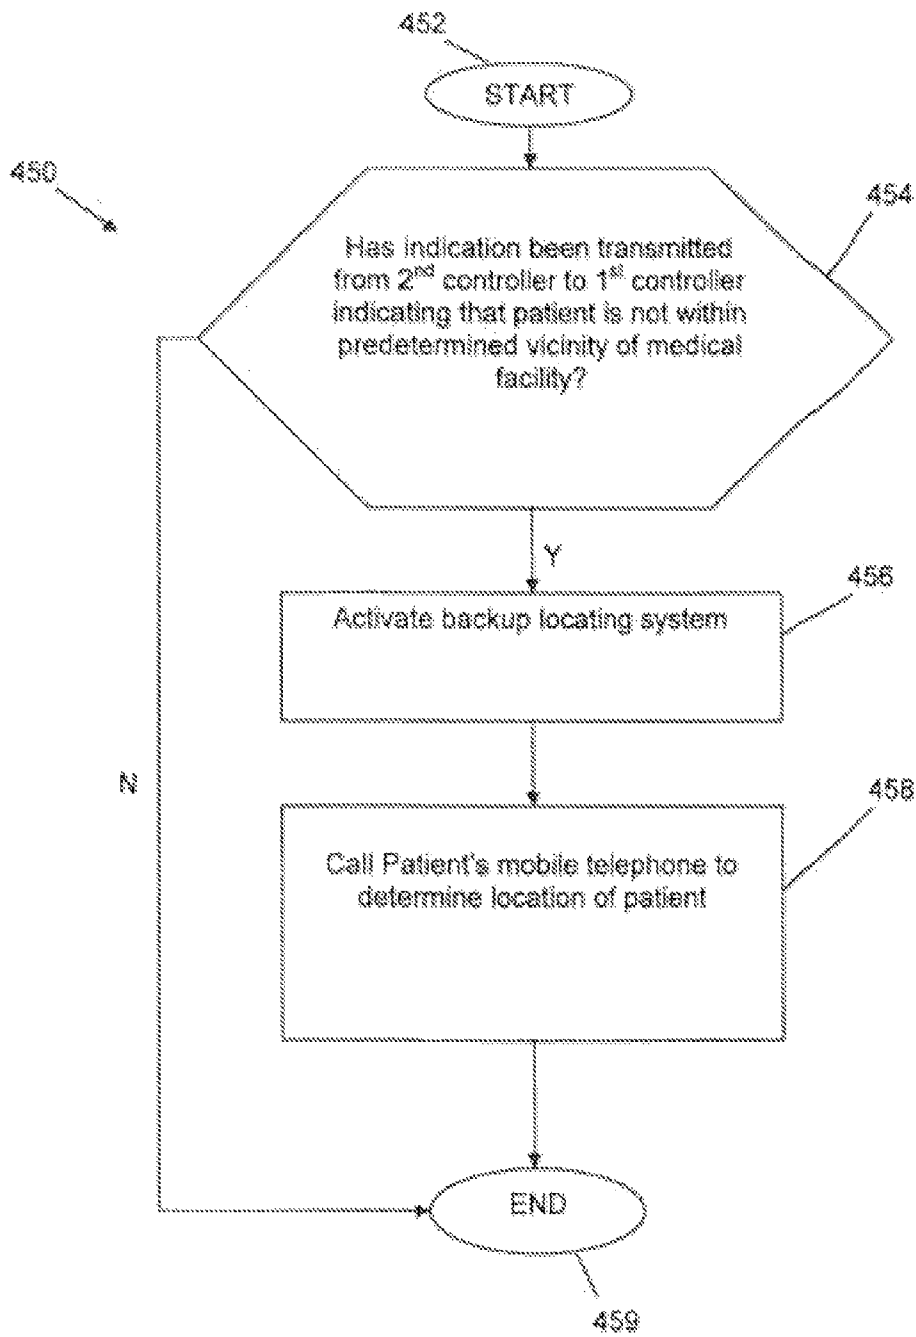 452
START
450
454
Has indication been transmitted
from 2nd controller to 1st controller
indicating that patient is not within
predetermined vicinity of medical
facility?
Y
456
Activate backup locating system
N
458
Call Patient's mobile telephone to
determine location of patient
END
459